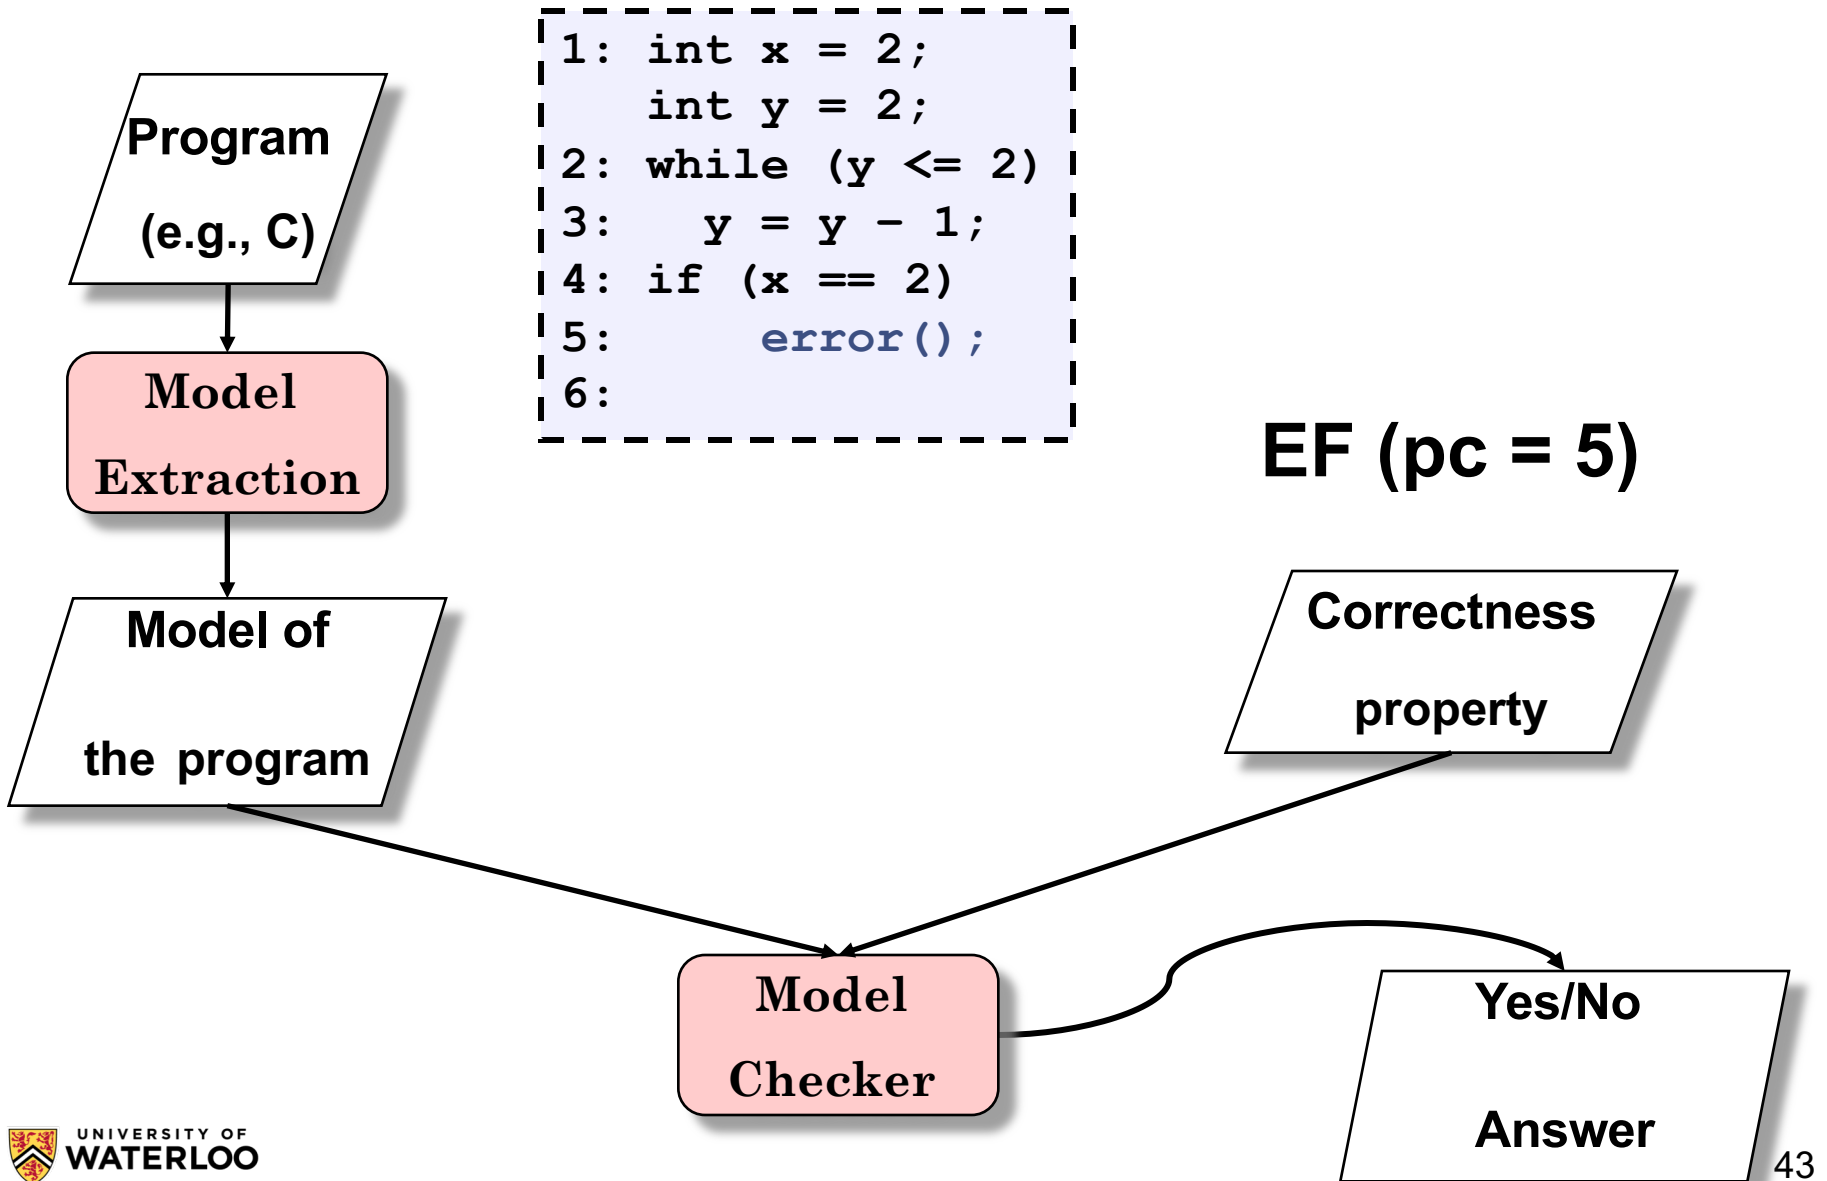 1: int x = 2;
int y = 2;
2: while (y <= 2)
3: y = y – 1;
4: if (x == 2)
5: error();
6:
Program
(e.g., C)
Model
Extraction
Model of
the program
EF (pc = 5)
Correctness
property
Model
Checker
Yes/No
Answer
UNIVERSITY OF
WATERLOO
43